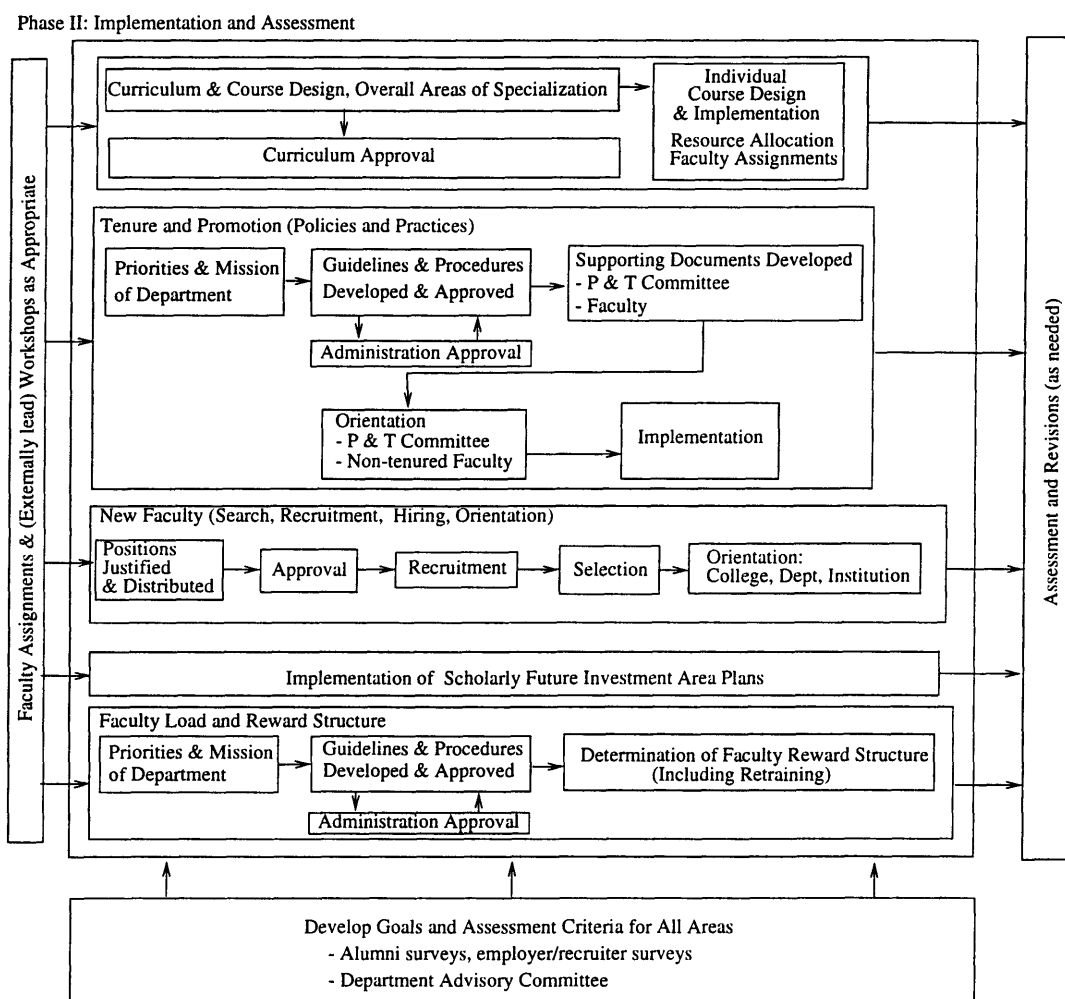 Phase II: Implementation and Assessment
Faculty Assignments & (Externally lead) Workshops as Appropriate
Curriculum & Course Design, Overall Areas of Specialization
Curriculum Approval
Individual
Course Design
& Implementation
Resource Allocation
Faculty Assignments
Tenure and Promotion (Policies and Practices)
Priorities & Mission
of Department
Guidelines & Procedures
Developed & Approved
Administration Approval
Supporting Documents Developed
- P & T Committee
- Faculty
Orientation
- P & T Committee
- Non-tenured Faculty
Implementation
New Faculty (Search, Recruitment, Hiring, Orientation)
Positions
Justified
& Distributed
Approval
Recruitment
Selection
Orientation:
College, Dept, Institution
Implementation of Scholarly Future Investment Area Plans
Faculty Load and Reward Structure
Priorities & Mission
of Department
Guidelines & Procedures
Developed & Approved
Administration Approval
Determination of Faculty Reward Structure
(Including Retraining)
Assessment and Revisions (as needed)
Develop Goals and Assessment Criteria for All Areas
- Alumni surveys, employer/recruiter surveys
- Department Advisory Committee